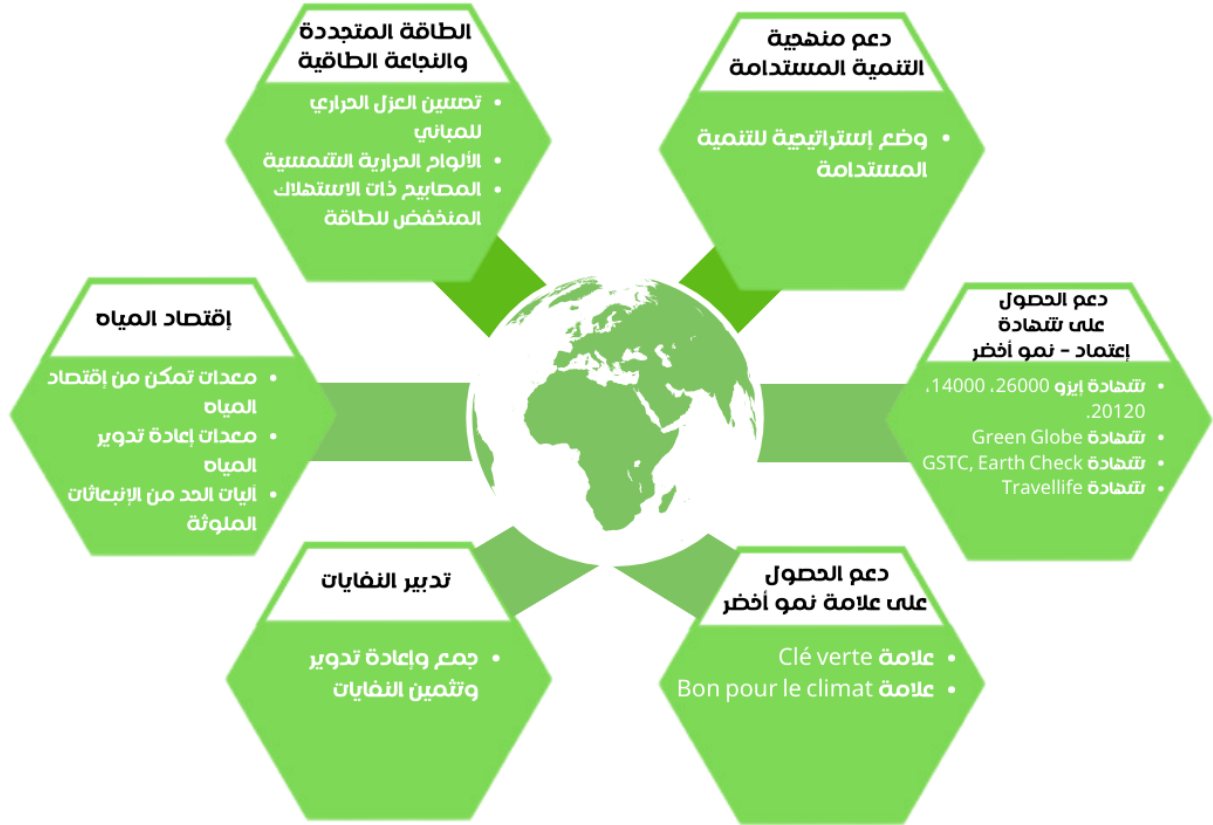 دعم منهجية
التنمية المستدامة
• وضع إستراتيجية للتنمية
المستدامة
الطاقة المتجددة
والنجاعة الطاقية
• تحسين العزل الحراري
للمباني
• الألواح الحرارية الشمسية
• المصابيح ذات الاستهلاك
المنخفض للطاقة
دعم الحصول
على شهادة
إعتماد - نمو أخضر
• شهادة إيزو 26000، 14000،
20120.
• شهادة Green Globe
• شهادة GSTC, Earth Check
• شهادة Travellife
إقتصاد المياه
• معدات تمكن من إقتصاد
المياه
• معدات إعادة تدوير
المياه
• آليات الحد من الإنبعاثات
الملوثة
دعم الحصول
على علامة نمو أخضر
• علامة Clé verte
• علامة Bon pour le climat
تدبير النفايات
• جمع وإعادة تدوير
وتثمين النفايات